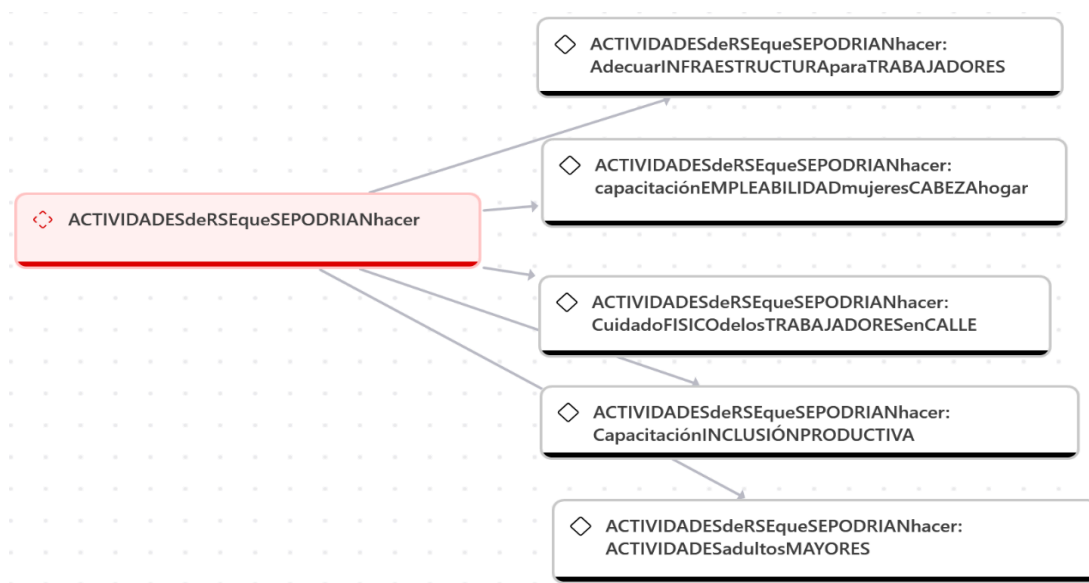 ACTIVIDADESdeRSEqueSEPODRIANhacer:
AdecuarINFRAESTRUCTURAparaTRABAJADORES
ACTIVIDADESdeRSEqueSEPODRIANhacer:
capacitaciónEMPLEABILIDADmujeresCABEZAhogar
ACTIVIDADESdeRSEqueSEPODRIANhacer
ACTIVIDADESdeRSEqueSEPODRIANhacer:
CuidadoFISICOdelosTRABAJADORESenCALLE
ACTIVIDADESdeRSEqueSEPODRIANhacer:
CapacitaciónINCLUSIÓNPRODUCTIVA
ACTIVIDADESdeRSEqueSEPODRIANhacer:
ACTIVIDADESadultosMAYORES